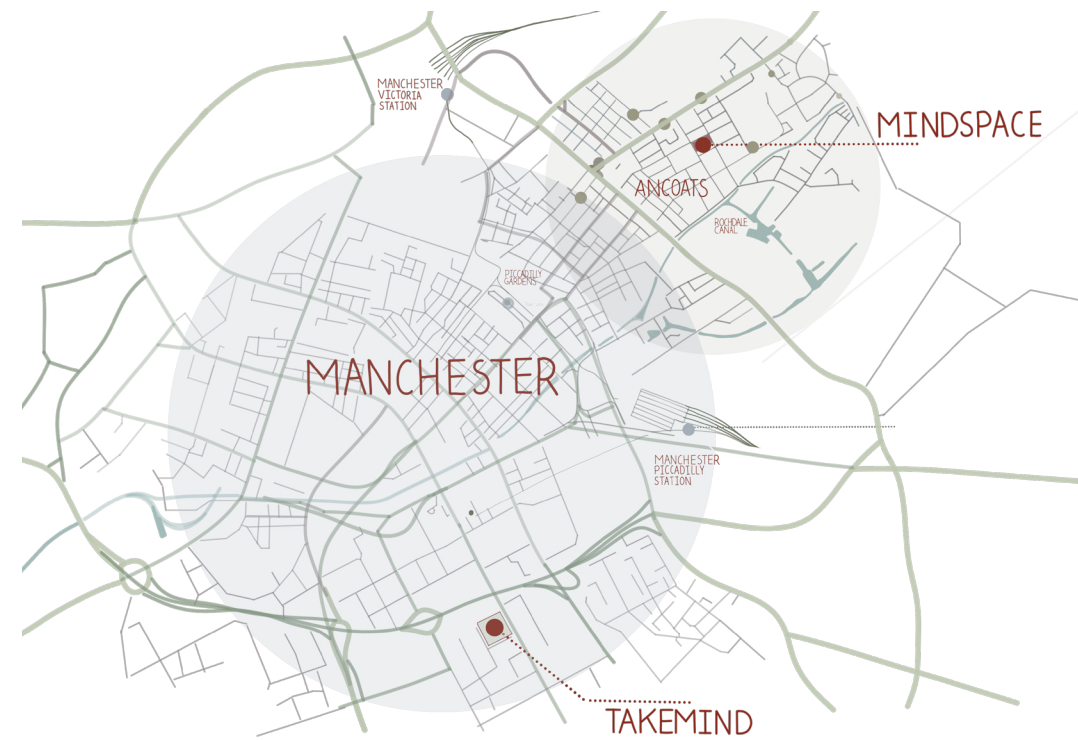 MANCHESTER
VICTORIA
STATION
MINDSPACE
ANCOATS
ROCHDALE
CANAL
PICCADILLY
GARDENS
MANCHESTER
MANCHESTER
PICCADILLY
STATION
TAKEMIND